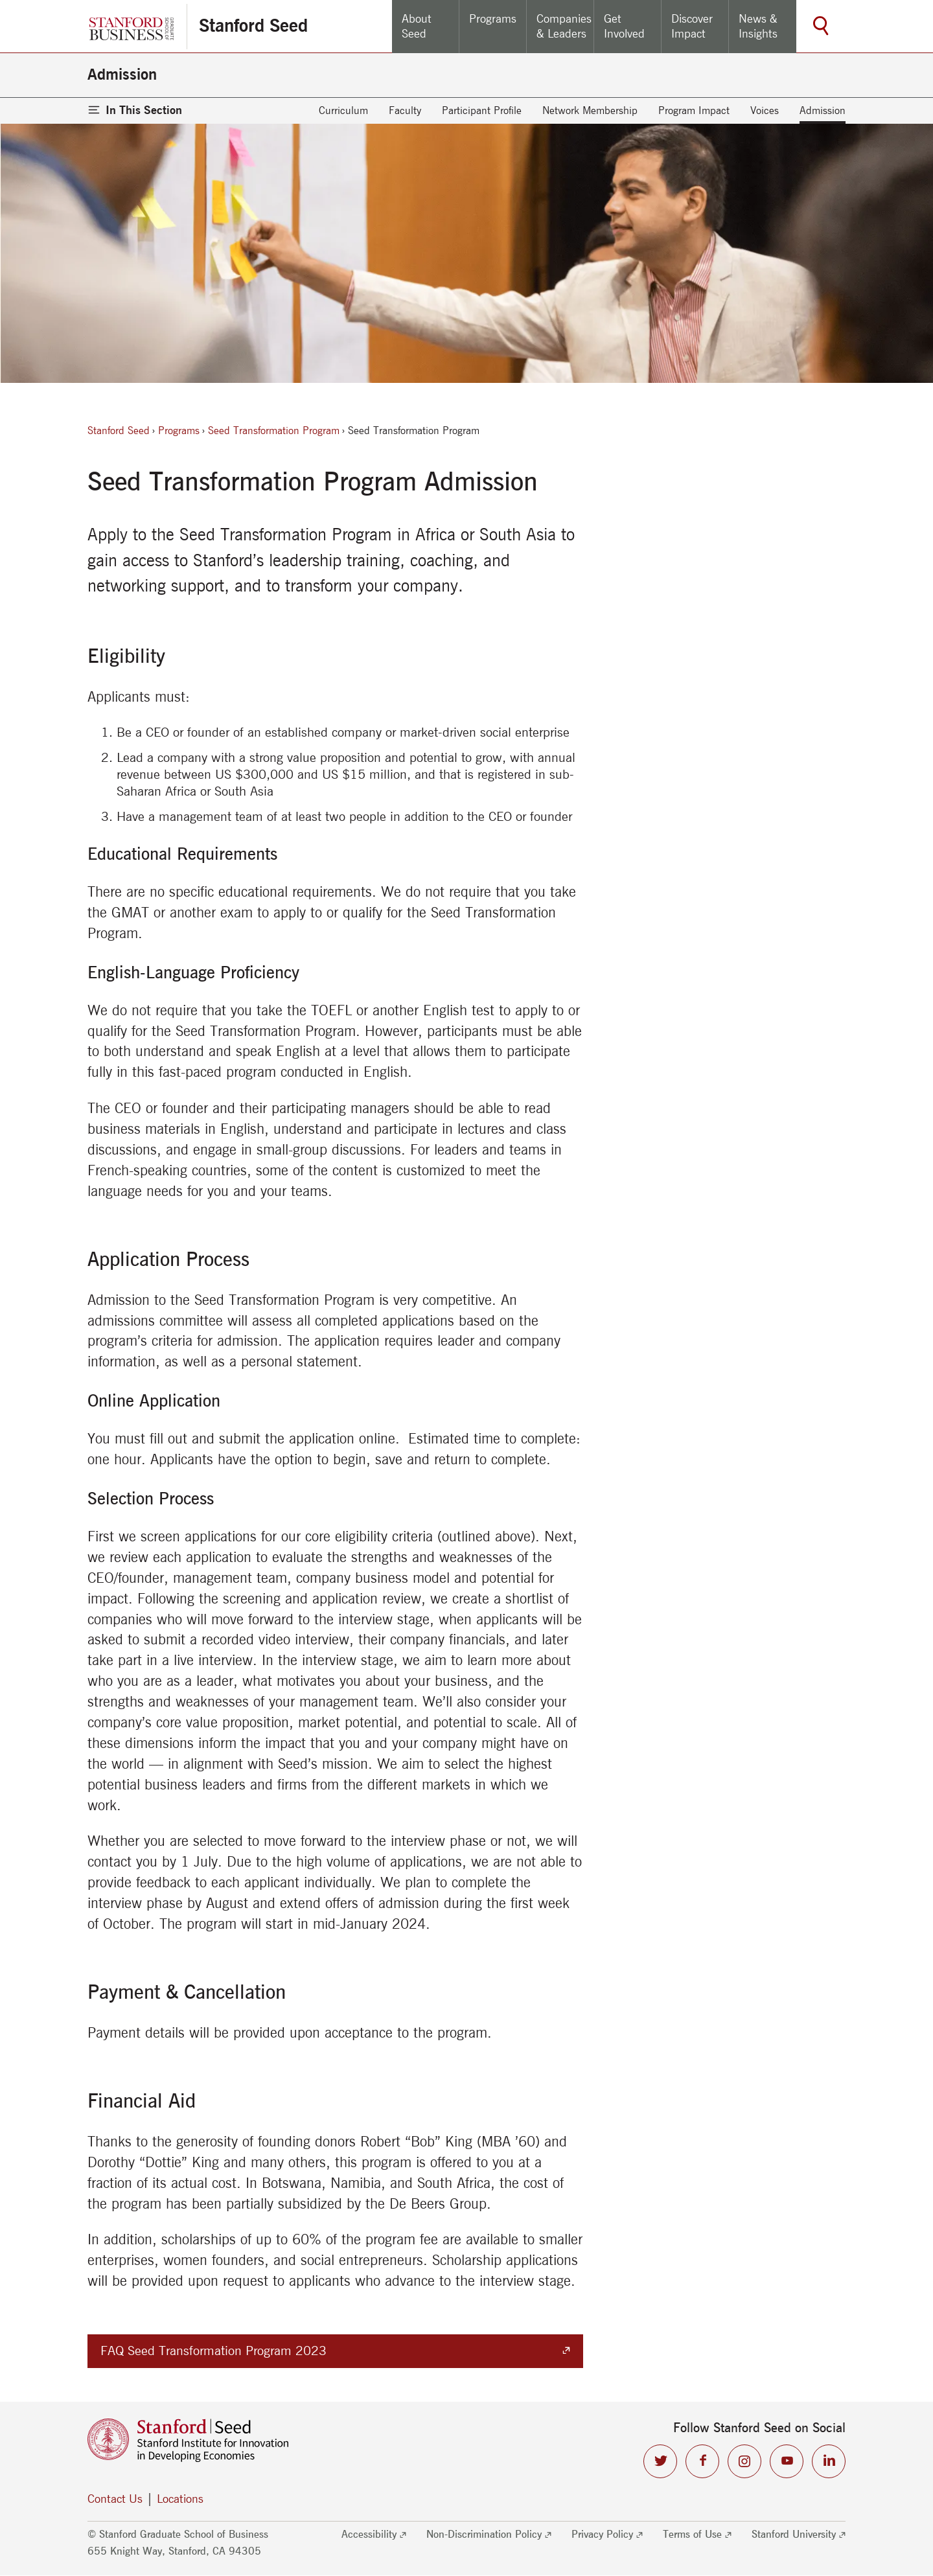 STANFORD
BUSINESS
GRADUATE
SCHOOL OF
Stanford Seed
About
Seed
Programs
Companies
& Leaders
Get
Involved
Discover
Impact
News &
Insights
Admission
In This Section
Curriculum
Faculty
Participant Profile
Network Membership
Program Impact
Voices
Admission
Stanford Seed › Programs › Seed Transformation Program › Seed Transformation Program
Seed Transformation Program Admission
Apply to the Seed Transformation Program in Africa or South Asia to
gain access to Stanford’s leadership training, coaching, and
networking support, and to transform your company.
Eligibility
Applicants must:
1. Be a CEO or founder of an established company or market-driven social enterprise
2. Lead a company with a strong value proposition and potential to grow, with annual
revenue between US $300,000 and US $15 million, and that is registered in sub-
Saharan Africa or South Asia
3. Have a management team of at least two people in addition to the CEO or founder
Educational Requirements
There are no specific educational requirements. We do not require that you take
the GMAT or another exam to apply to or qualify for the Seed Transformation
Program.
English-Language Proficiency
We do not require that you take the TOEFL or another English test to apply to or
qualify for the Seed Transformation Program. However, participants must be able
to both understand and speak English at a level that allows them to participate
fully in this fast-paced program conducted in English.
The CEO or founder and their participating managers should be able to read
business materials in English, understand and participate in lectures and class
discussions, and engage in small-group discussions. For leaders and teams in
French-speaking countries, some of the content is customized to meet the
language needs for you and your teams.
Application Process
Admission to the Seed Transformation Program is very competitive. An
admissions committee will assess all completed applications based on the
program’s criteria for admission. The application requires leader and company
information, as well as a personal statement.
Online Application
You must fill out and submit the application online.  Estimated time to complete:
one hour. Applicants have the option to begin, save and return to complete.
Selection Process
First we screen applications for our core eligibility criteria (outlined above). Next,
we review each application to evaluate the strengths and weaknesses of the
CEO/founder, management team, company business model and potential for
impact. Following the screening and application review, we create a shortlist of
companies who will move forward to the interview stage, when applicants will be
asked to submit a recorded video interview, their company financials, and later
take part in a live interview. In the interview stage, we aim to learn more about
who you are as a leader, what motivates you about your business, and the
strengths and weaknesses of your management team. We’ll also consider your
company’s core value proposition, market potential, and potential to scale. All of
these dimensions inform the impact that you and your company might have on
the world — in alignment with Seed’s mission. We aim to select the highest
potential business leaders and firms from the different markets in which we
work.
Whether you are selected to move forward to the interview phase or not, we will
contact you by 1 July. Due to the high volume of applications, we are not able to
provide feedback to each applicant individually. We plan to complete the
interview phase by August and extend offers of admission during the first week
of October. The program will start in mid-January 2024.
Payment & Cancellation
Payment details will be provided upon acceptance to the program.
Financial Aid
Thanks to the generosity of founding donors Robert “Bob” King (MBA ’60) and
Dorothy “Dottie” King and many others, this program is offered to you at a
fraction of its actual cost. In Botswana, Namibia, and South Africa, the cost of
the program has been partially subsidized by the De Beers Group.
In addition, scholarships of up to 60% of the program fee are available to smaller
enterprises, women founders, and social entrepreneurs. Scholarship applications
will be provided upon request to applicants who advance to the interview stage.
FAQ Seed Transformation Program 2023
Stanford | Seed
Stanford Institute for Innovation
in Developing Economies
Follow Stanford Seed on Social
Contact Us | Locations
© Stanford Graduate School of Business
655 Knight Way, Stanford, CA 94305
Accessibility
Non-Discrimination Policy
Privacy Policy
Terms of Use
Stanford University